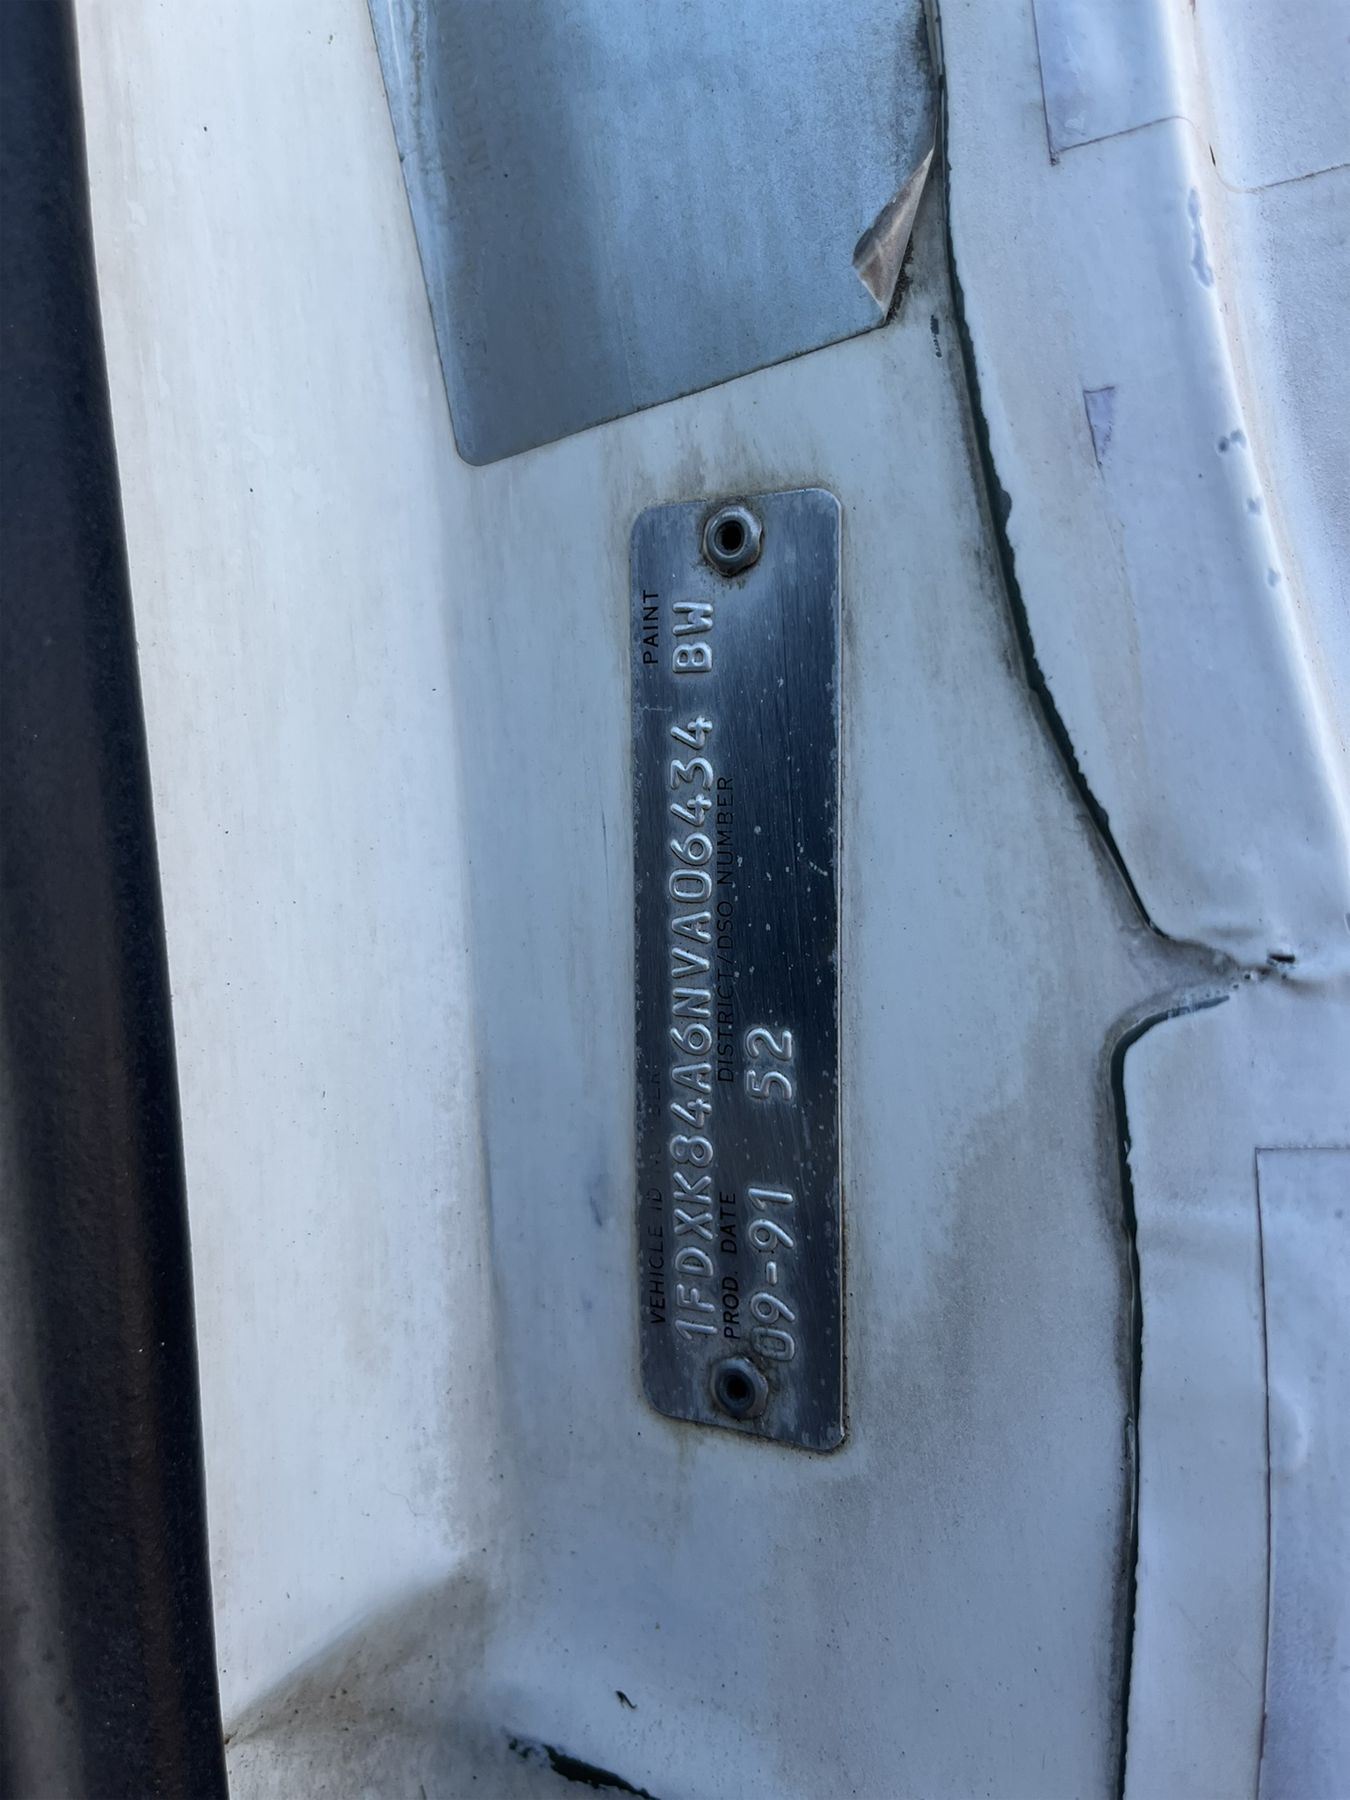 VEHICLE ID PAINT
1FDXK84A6NVA06434 BW
PROD. DATE DISTRICT/DSO NUMBER
09-91 52